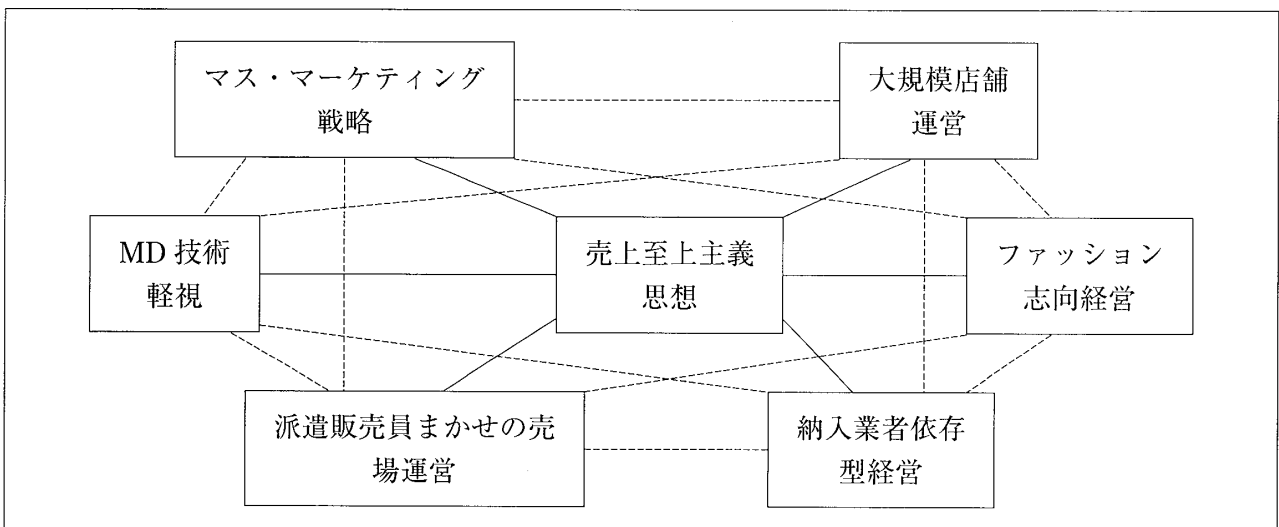 マス・マーケティング
戦略
大規模店舗
運営
MD 技術
軽視
売上至上主義
思想
ファッション
志向経営
派遣販売員まかせの売
場運営
納入業者依存
型経営